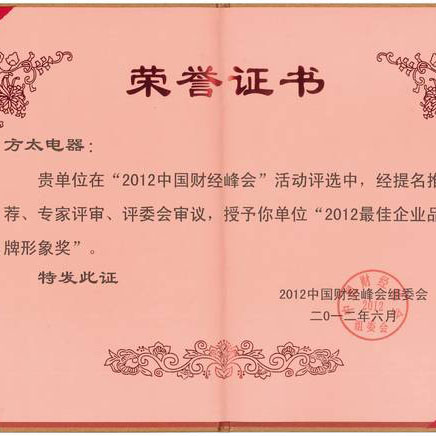 荣誉证书
方太电器：
贵单位在“2012中国财经峰会”活动评选中，经提名推
荐、专家评审、评委会审议，授予你单位“2012最佳企业品
牌形象奖”。
特发此证
2012中国财经峰会组委会
二〇一二年六月
中国财经峰会
2012
组委会